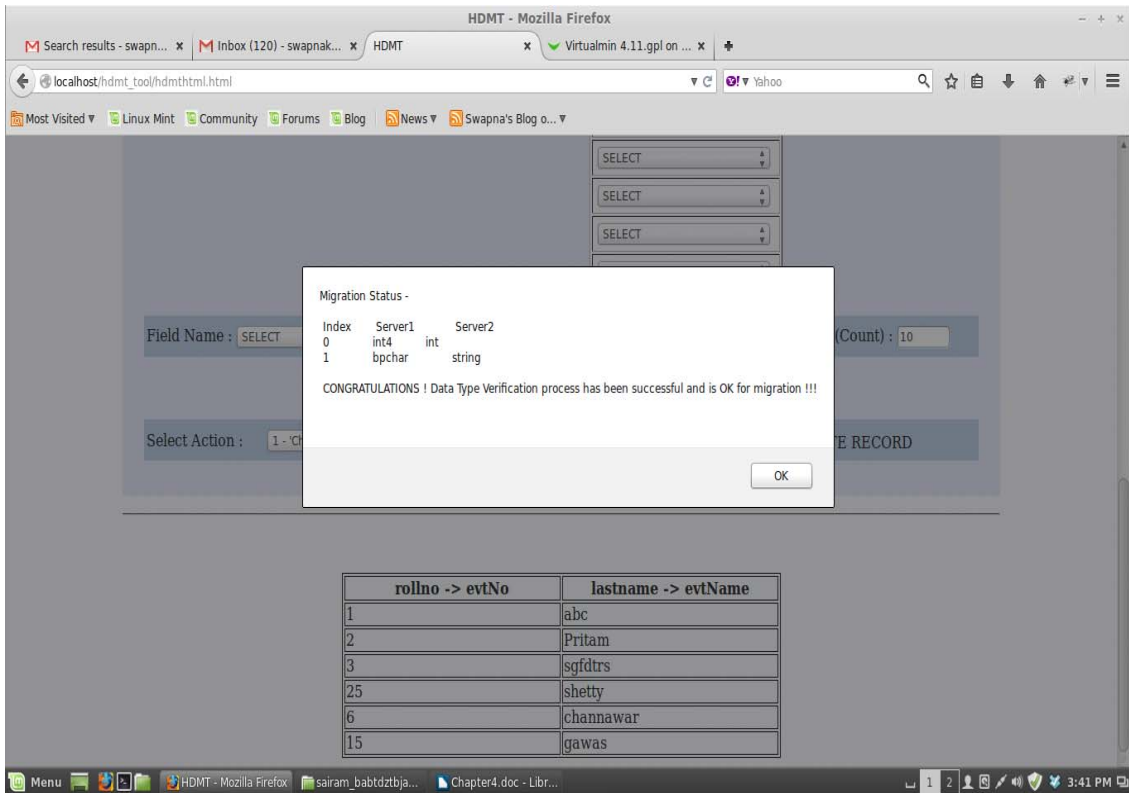 HDMT - Mozilla Firefox
Search results - swapn... Inbox (120) - swapnak... HDMT Virtualmin 4.11.gpl on ...
localhost/hdmt_tool/hdmthtml.html Yahoo
Most Visited Linux Mint Community Forums Blog News Swapna's Blog o...
SELECT
SELECT
SELECT
Migration Status -
Index Server1 Server2
0 int4 int
1 bpchar string
CONGRATULATIONS ! Data Type Verification process has been successful and is OK for migration !!!
OK
Field Name : SELECT (Count) : 10
Select Action : 1 - 'Ch E RECORD
rollno -> evtNo lastname -> evtName
1 abc
2 Pritam
3 sgfdtrs
25 shetty
6 channawar
15 gawas
Menu HDMT - Mozilla Firefox sairam_babtdztbja... Chapter4.doc - Libr... 1 2 3:41 PM